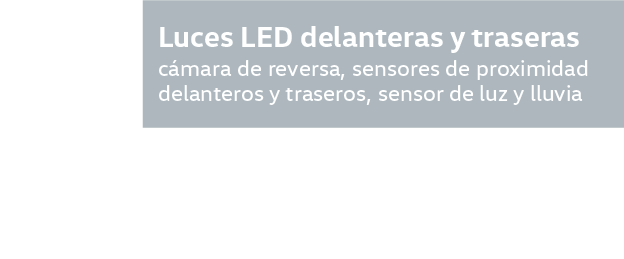 Luces LED delanteras y traseras
cámara de reversa, sensores de proximidad
delanteros y traseros, sensor de luz y lluvia